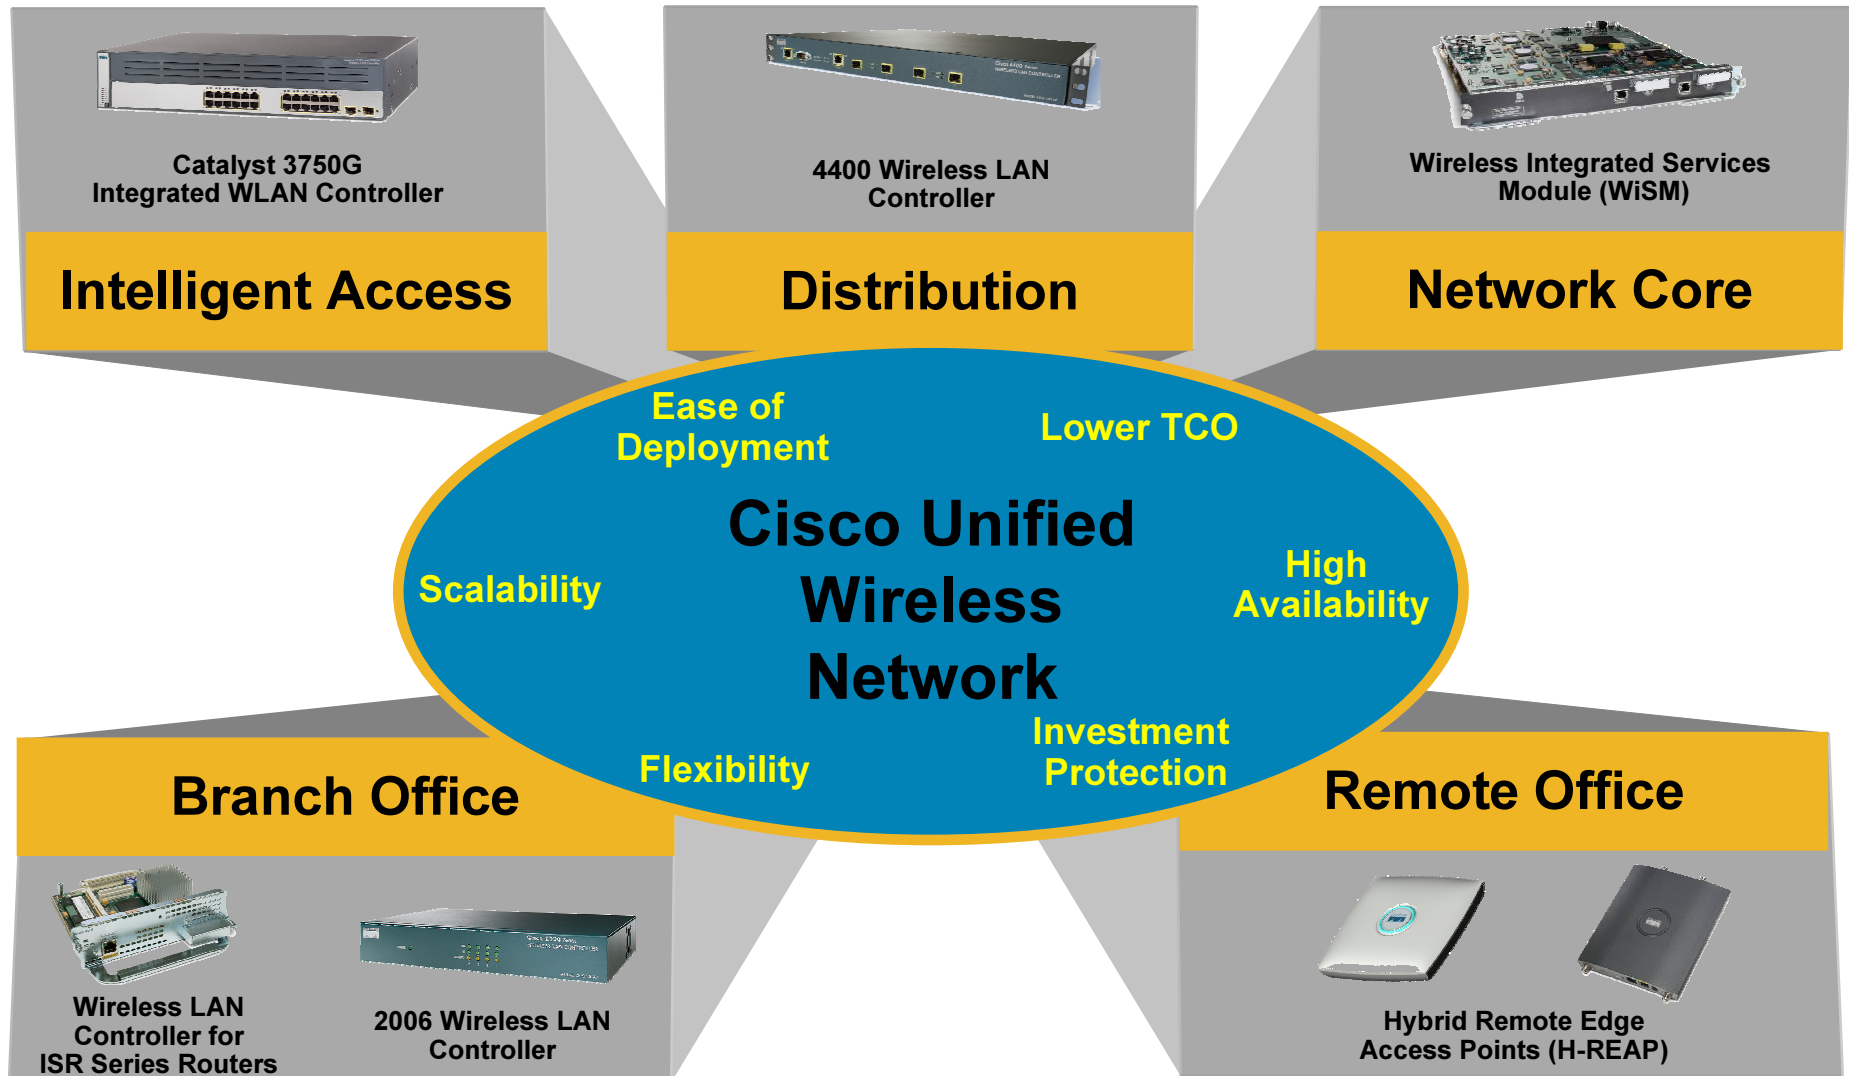 Catalyst 3750G
Integrated WLAN Controller
Intelligent Access
4400 Wireless LAN
Controller
Distribution
Wireless Integrated Services
Module (WiSM)
Network Core
Ease of
Deployment
Lower TCO
Cisco Unified
Wireless
Network
Scalability
High
Availability
Flexibility
Investment
Protection
Branch Office
Wireless LAN
Controller for
ISR Series Routers
2006 Wireless LAN
Controller
Remote Office
Hybrid Remote Edge
Access Points (H-REAP)